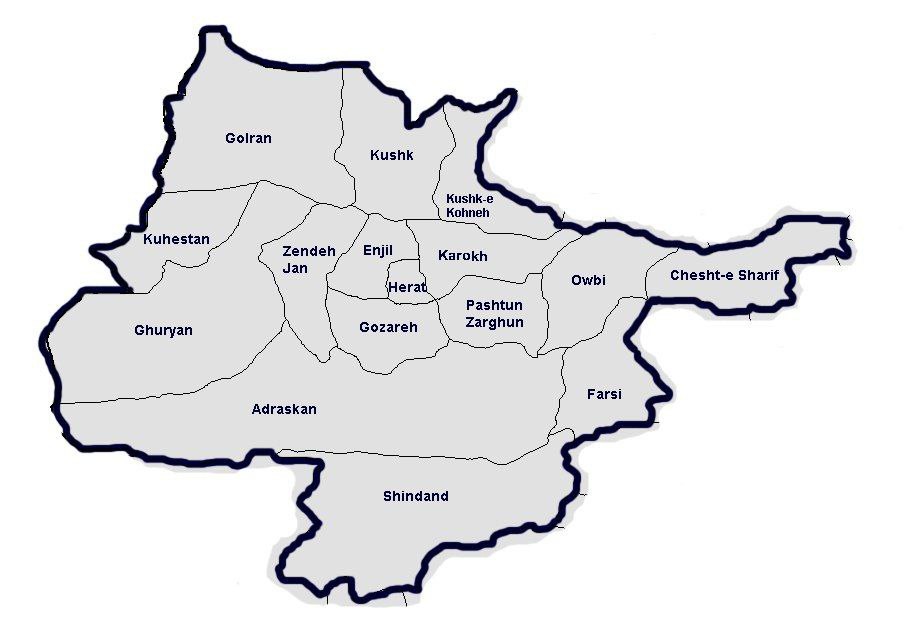 Golran
Kushk
Kushk-e
Kohneh
Kuhestan
Zendeh
Jan
Enjil
Karokh
Herat
Owbi
Chesht-e Sharif
Pashtun
Zarghun
Ghuryan
Gozareh
Adraskan
Farsi
Shindand